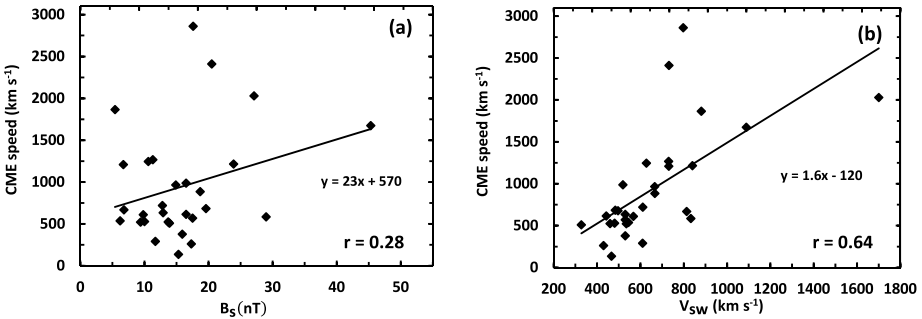 3000
2500
2000
1500
1000
500
0
CME speed (km s-1)
(a)
y = 23x + 570
r = 0.28
0 10 20 30 40 50
BS(nT)
3000
2500
2000
1500
1000
500
0
CME speed (km s-1)
(b)
y = 1.6x - 120
r = 0.64
200 400 600 800 1000 1200 1400 1600 1800
VSW (km s-1)